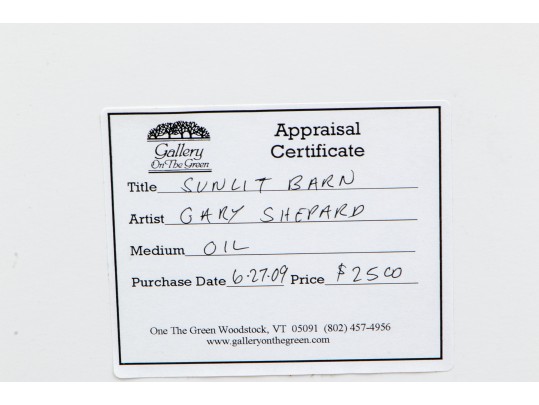 Gallery
On The Green
Appraisal
Certificate
Title SUNLIT BARN
Artist GARY SHEPARD
Medium OIL
Purchase Date 6-27-09 Price $2500
One The Green Woodstock, VT 05091 (802) 457-4956
www.galleryonthegreen.com